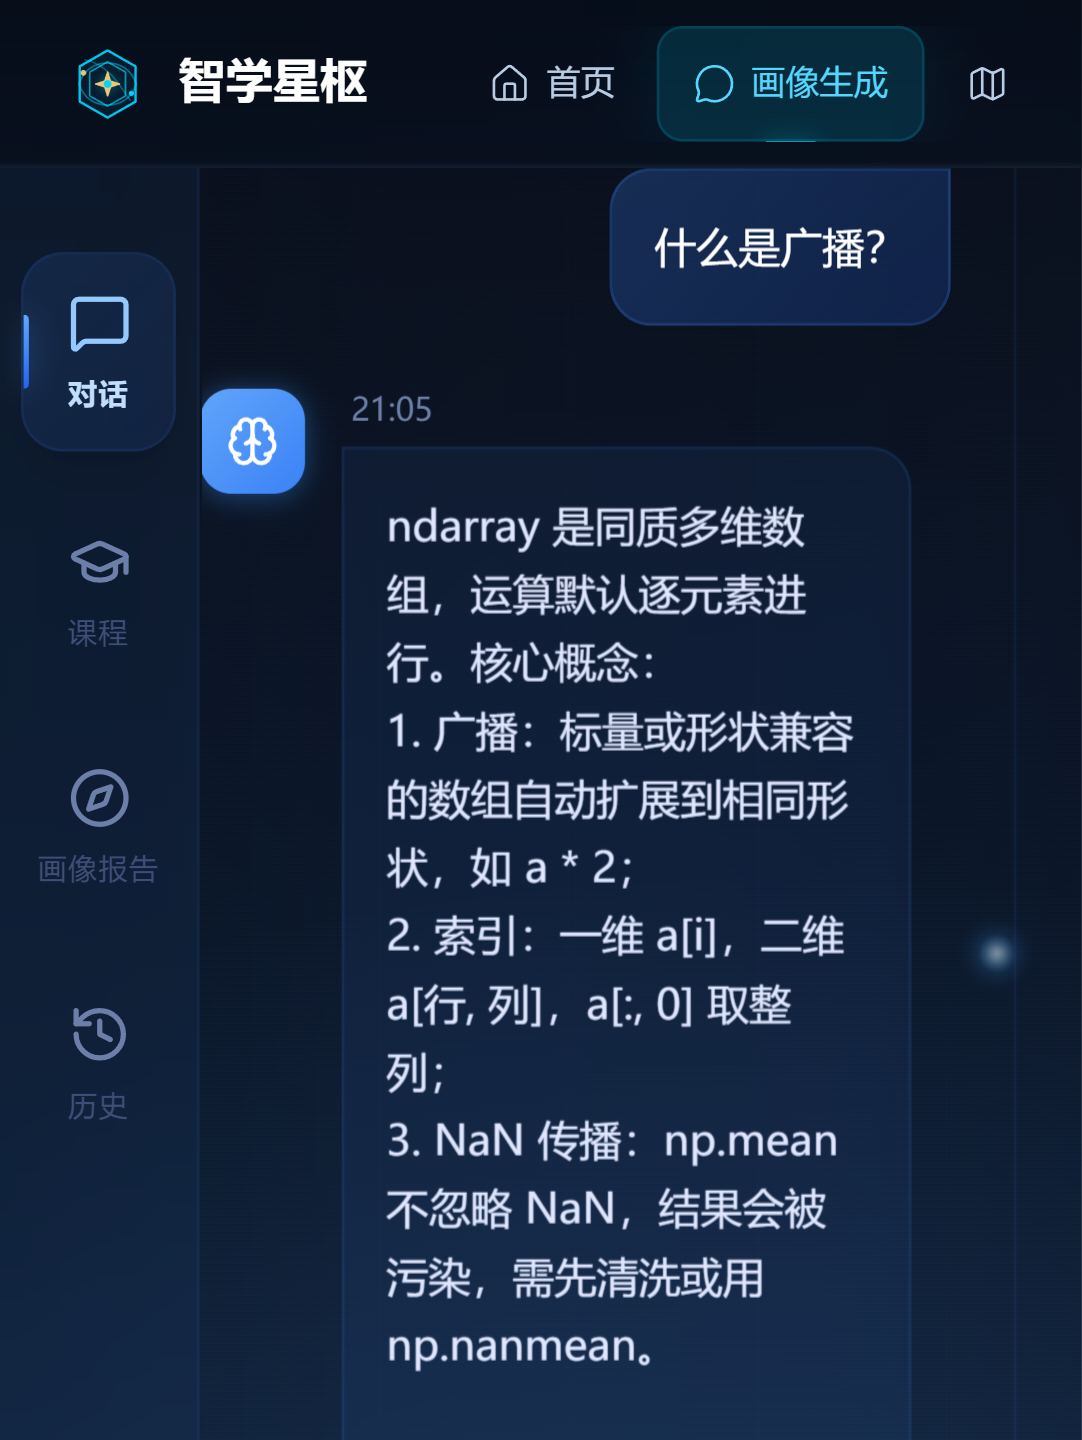 智学星枢
首页
画像生成
什么是广播？
对话
21:05
ndarray 是同质多维数
组，运算默认逐元素进
行。核心概念：
1. 广播：标量或形状兼容
的数组自动扩展到相同形
状，如 a * 2；
2. 索引：一维 a[i]，二维
a[行, 列]，a[:, 0] 取整
列；
3. NaN 传播：np.mean
不忽略 NaN，结果会被
污染，需先清洗或用
np.nanmean。
课程
画像报告
历史